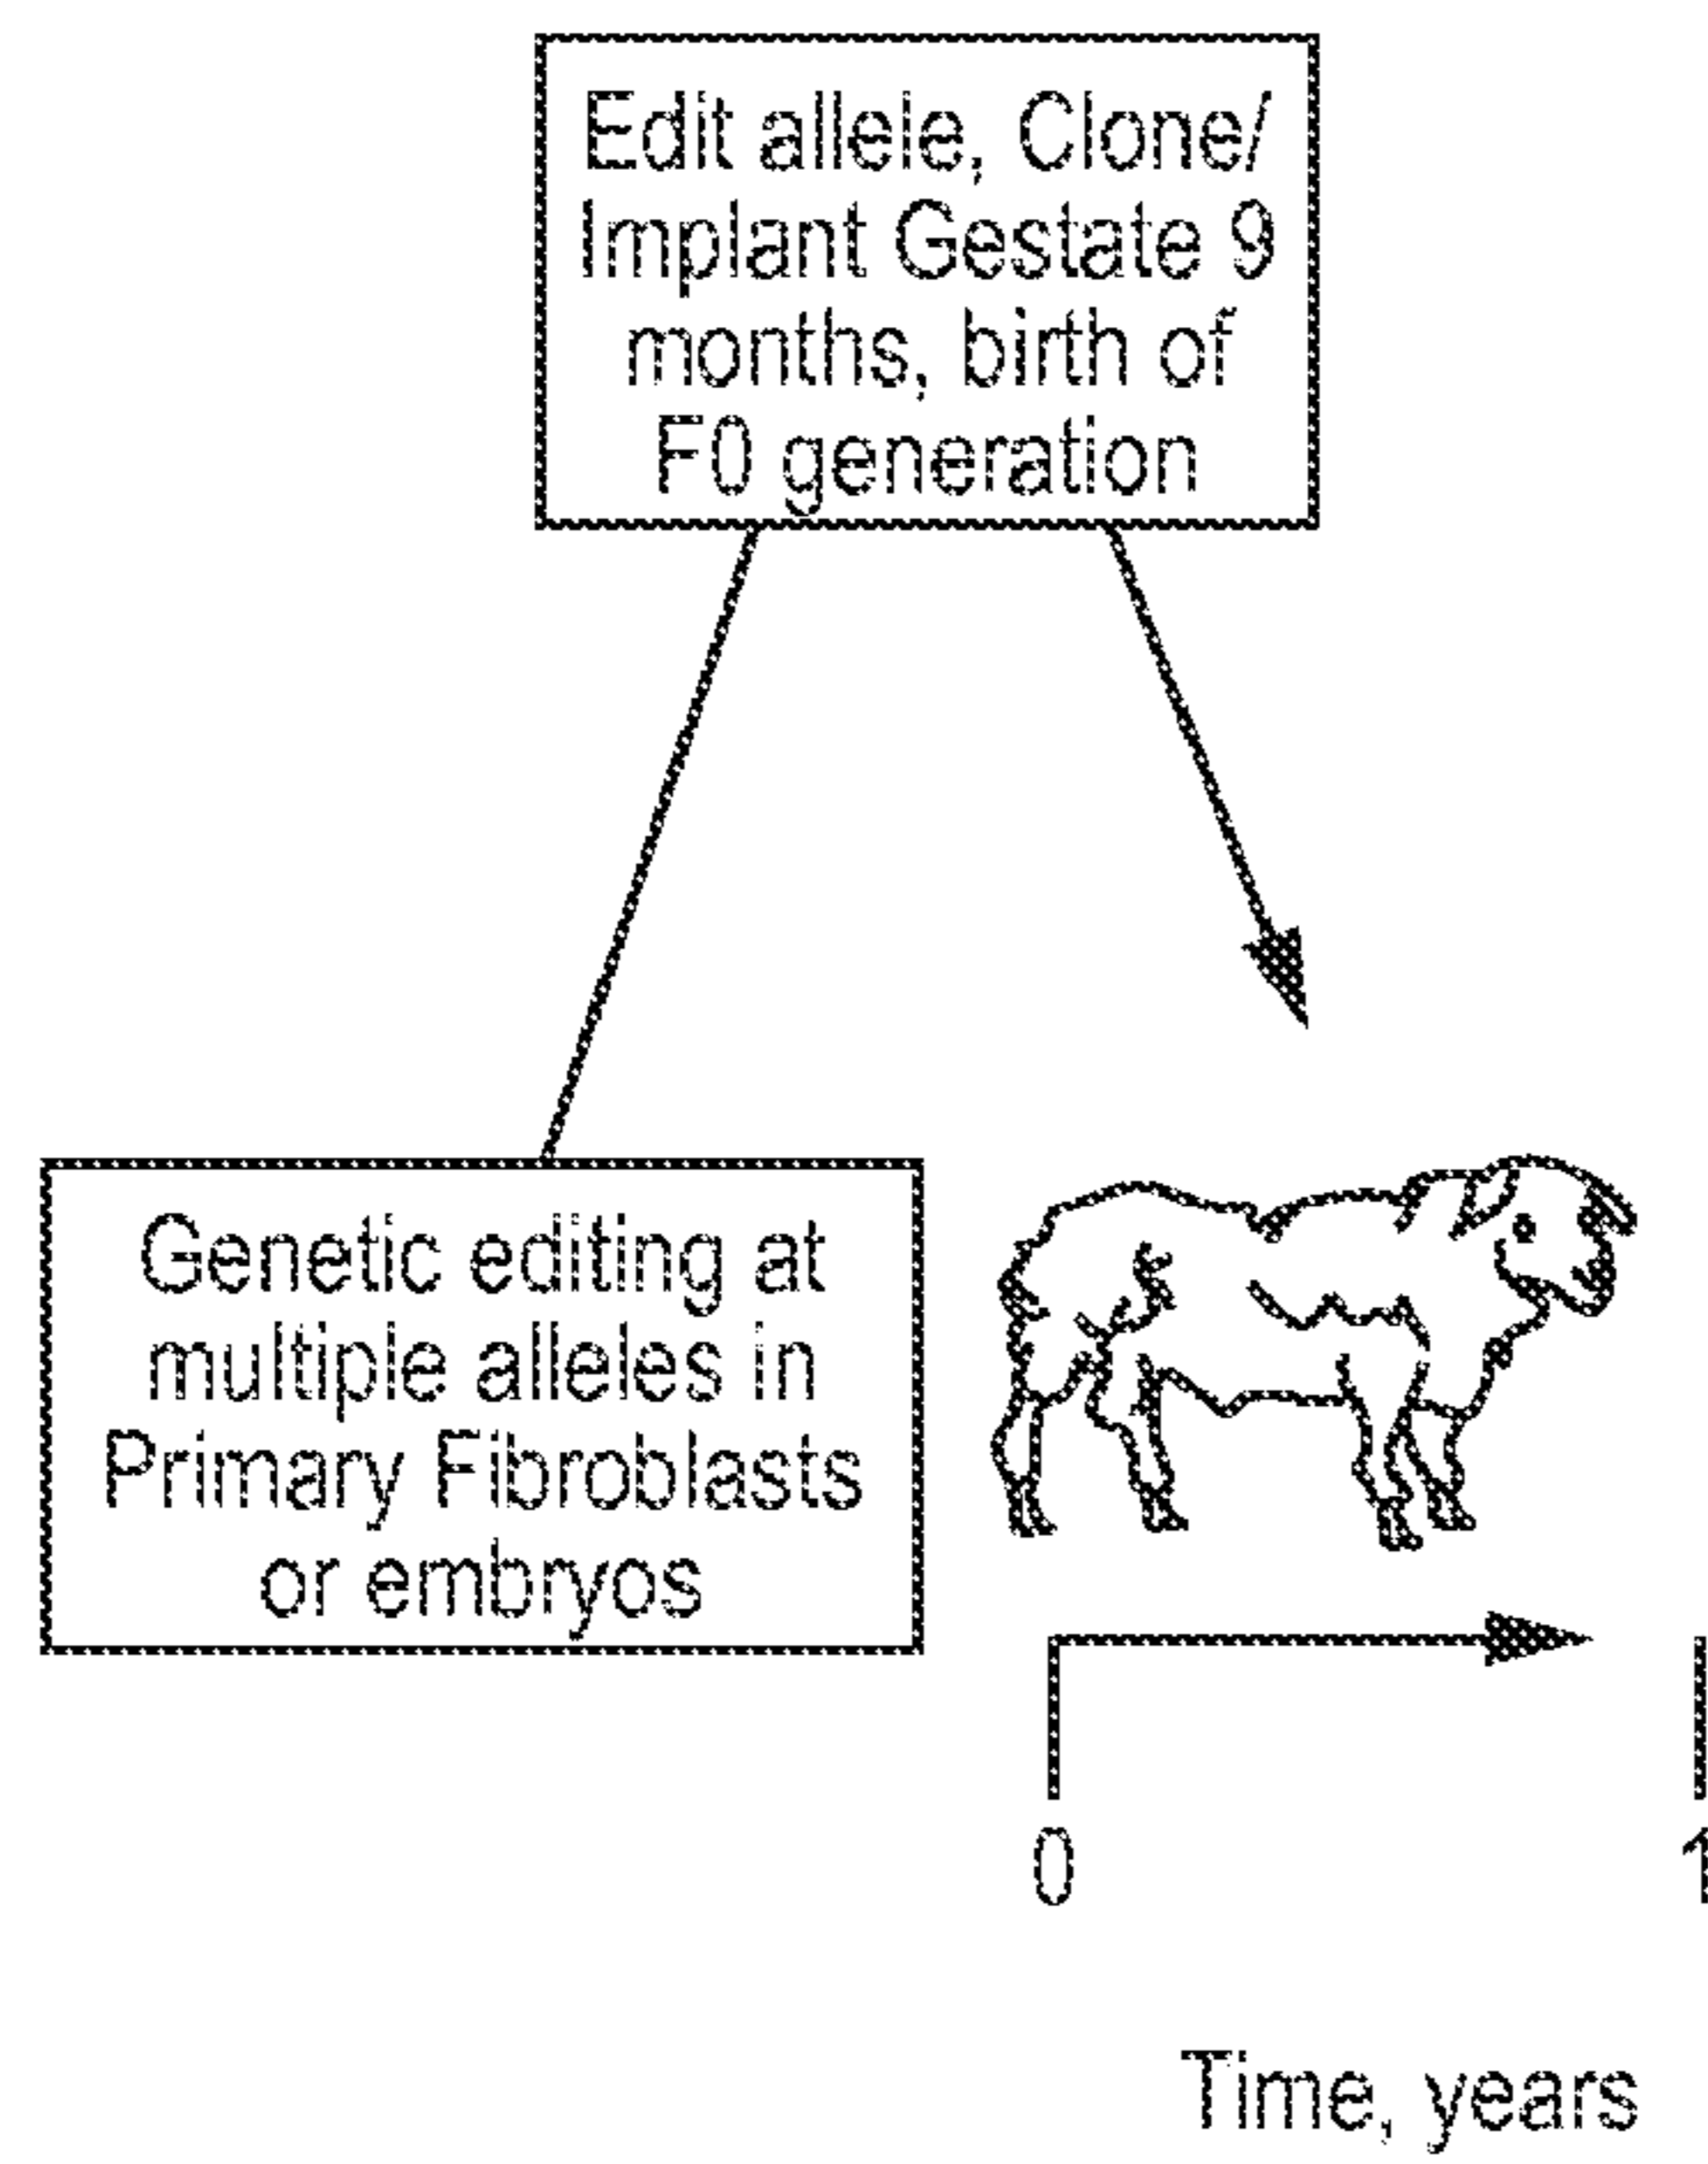 Edit allele, Clone/
Implant Gestate 9
months, birth of
F0 generation
Genetic editing at
multiple alleles in
Primary Fibroblasts
or embryos
0
1
Time, years